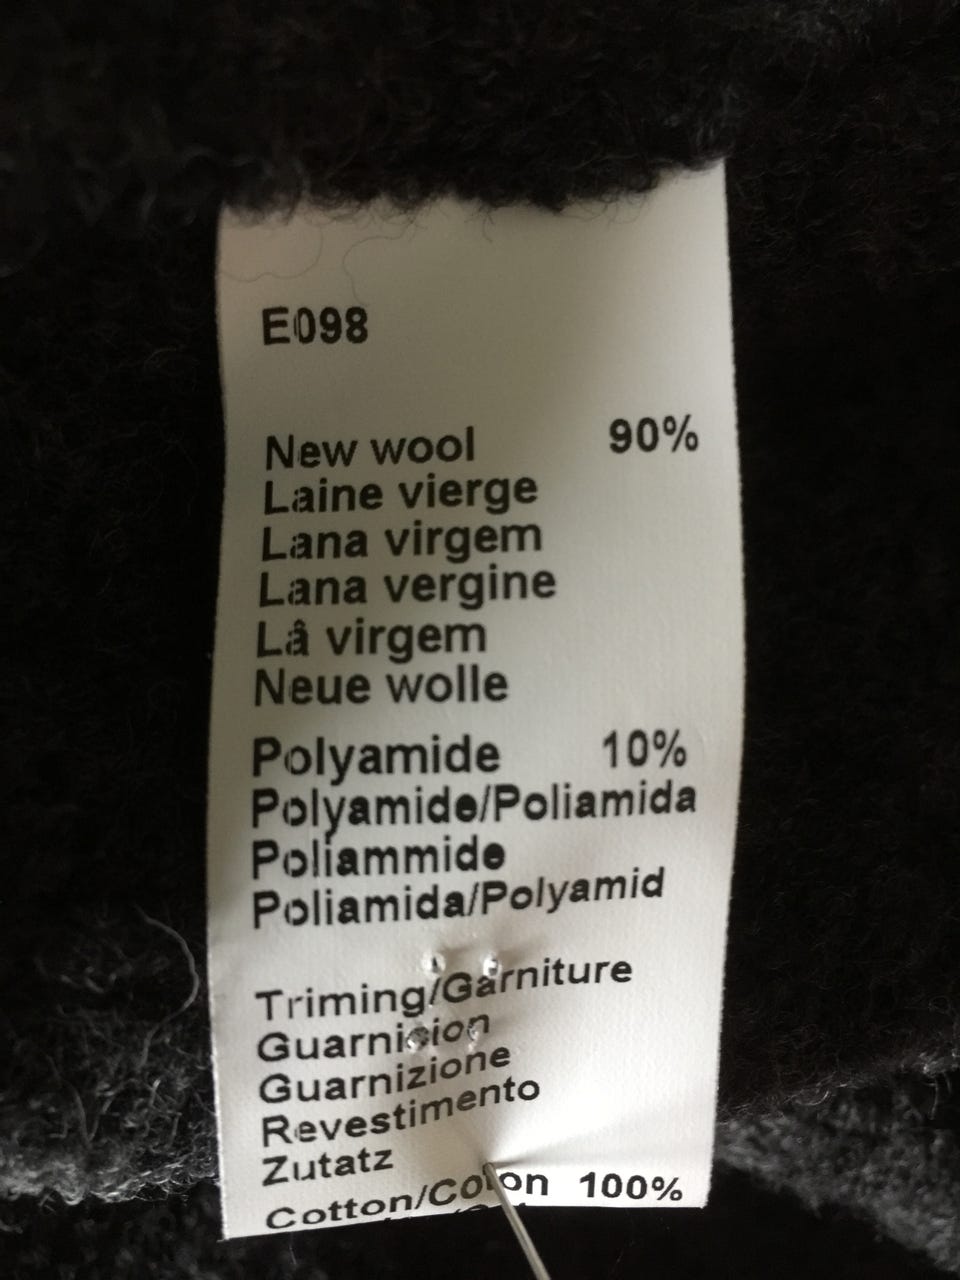 E098
New wool 90%
Laine vierge
Lana virgem
Lana vergine
Lâ virgem
Neue wolle
Polyamide 10%
Polyamide/Poliamida
Poliammide
Poliamida/Polyamid
Triming/Garniture
Guarnicion
Guarnizione
Revestimento
Zutatz
Cotton/Coton 100%